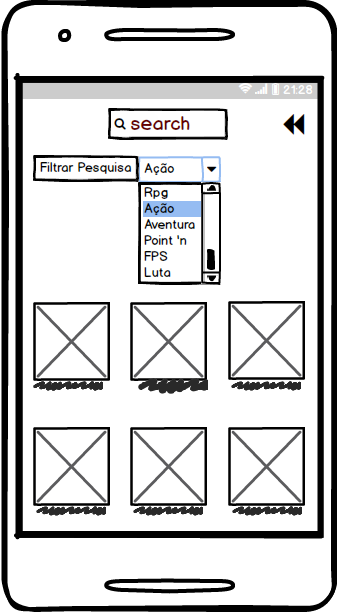 21:28
search
Filtrar Pesquisa
Ação
Rpg
Ação
Aventura
Point 'n
FPS
Luta